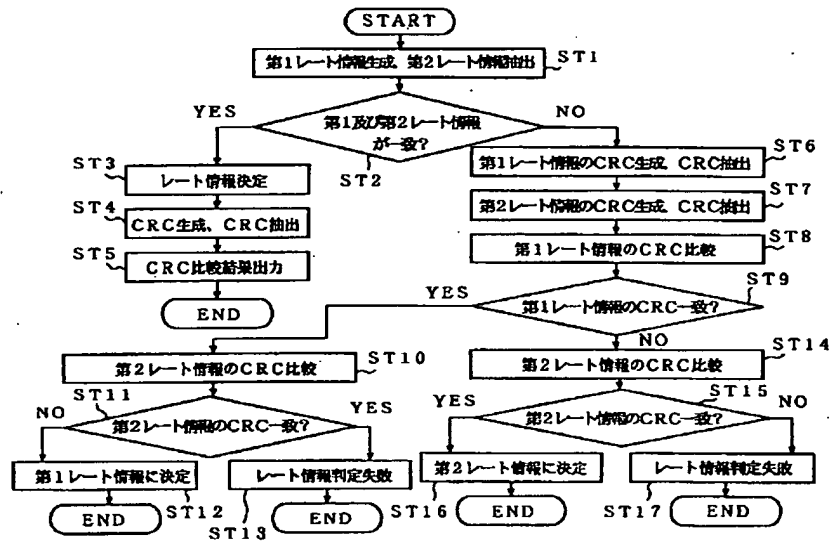 START
第1レート情報生成、第2レート情報抽出
ST1
第1及び第2レート情報
が一致?
YES
NO
ST2
ST3
レート情報決定
ST4
CRC生成、CRC抽出
ST5
CRC比較結果出力
END
第1レート情報のCRC生成、CRC抽出
ST6
第2レート情報のCRC生成、CRC抽出
ST7
第1レート情報のCRC比較
ST8
第1レート情報のCRC一致?
ST9
YES
NO
第2レート情報のCRC比較
ST10
ST11
第2レート情報のCRC一致?
NO
YES
第1レート情報に決定
ST12
END
レート情報判定失敗
ST13
END
第2レート情報のCRC比較
ST14
第2レート情報のCRC一致?
ST15
YES
NO
第2レート情報に決定
ST16
END
レート情報判定失敗
ST17
END